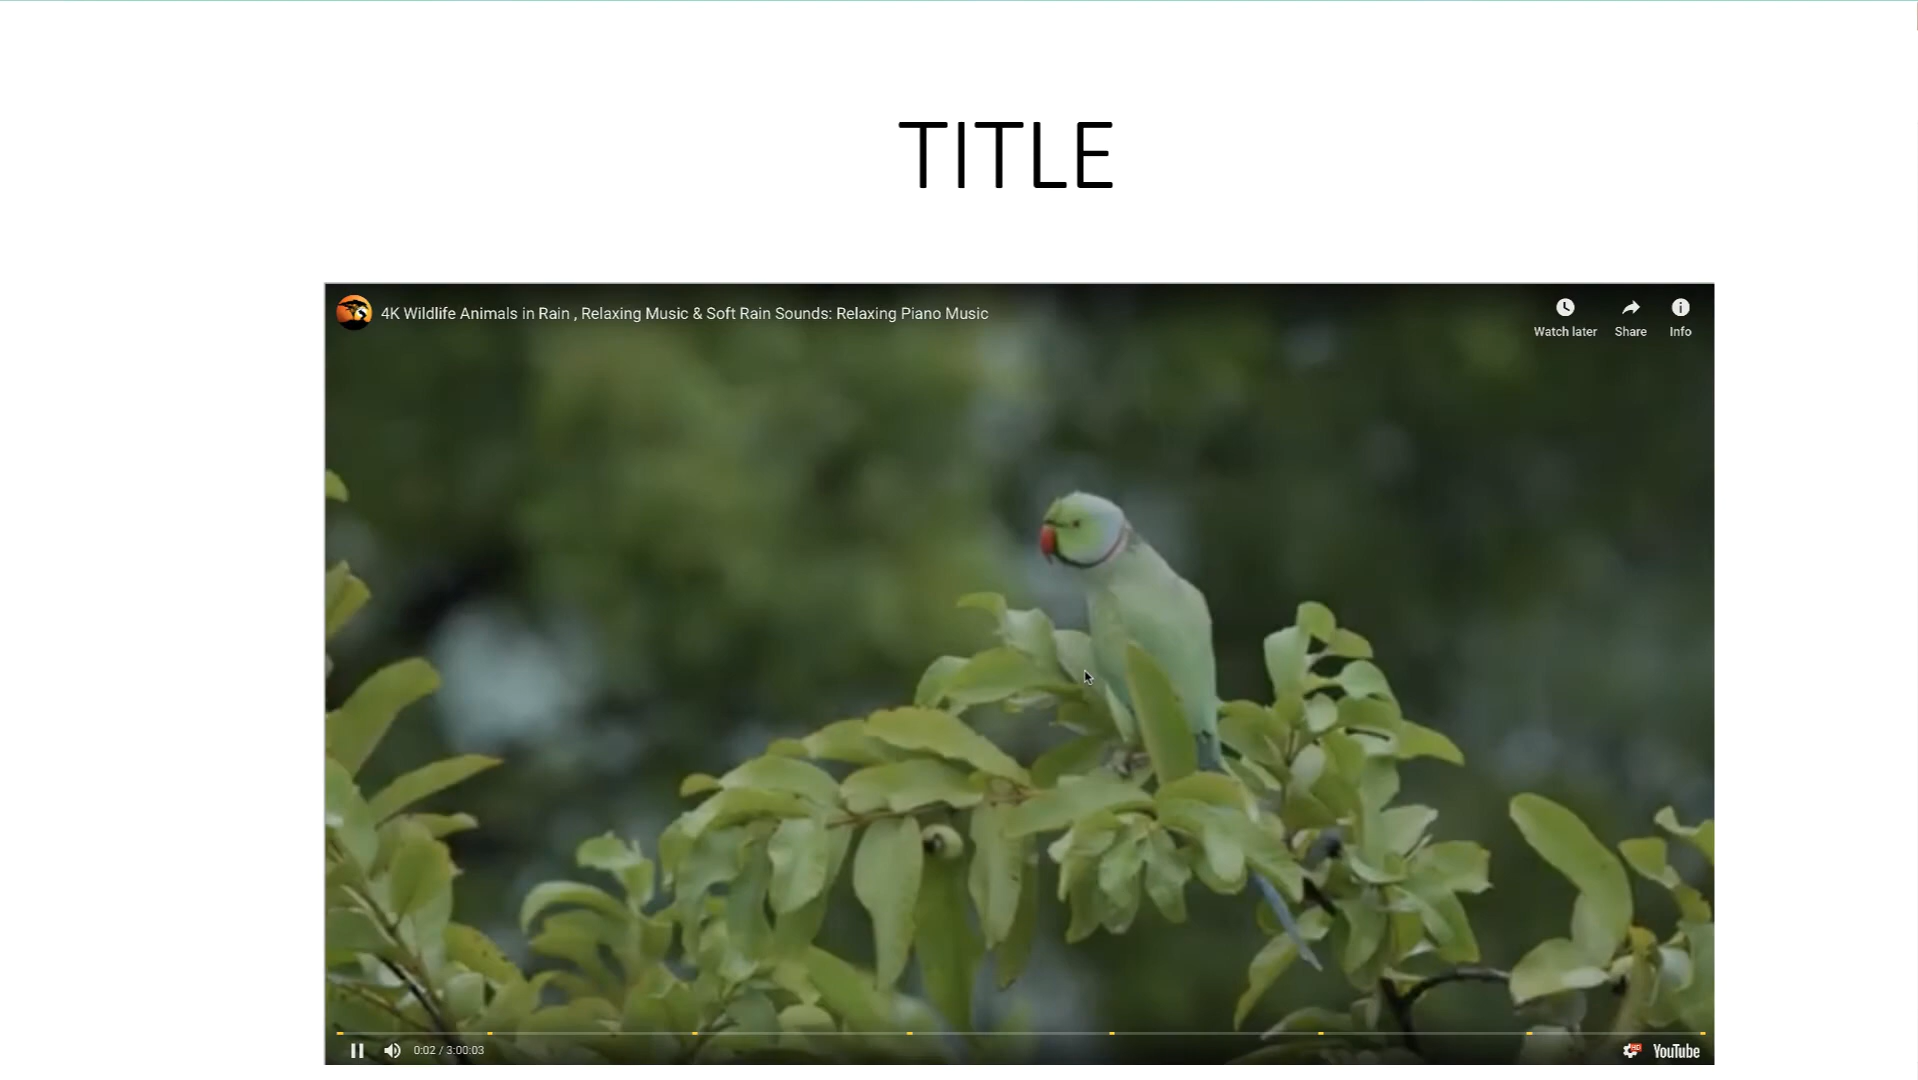 TITLE
4K Wildlife Animals in Rain , Relaxing Music & Soft Rain Sounds: Relaxing Piano Music
Watch later
Share
Info
0:02 / 3:00:03
HD
YouTube